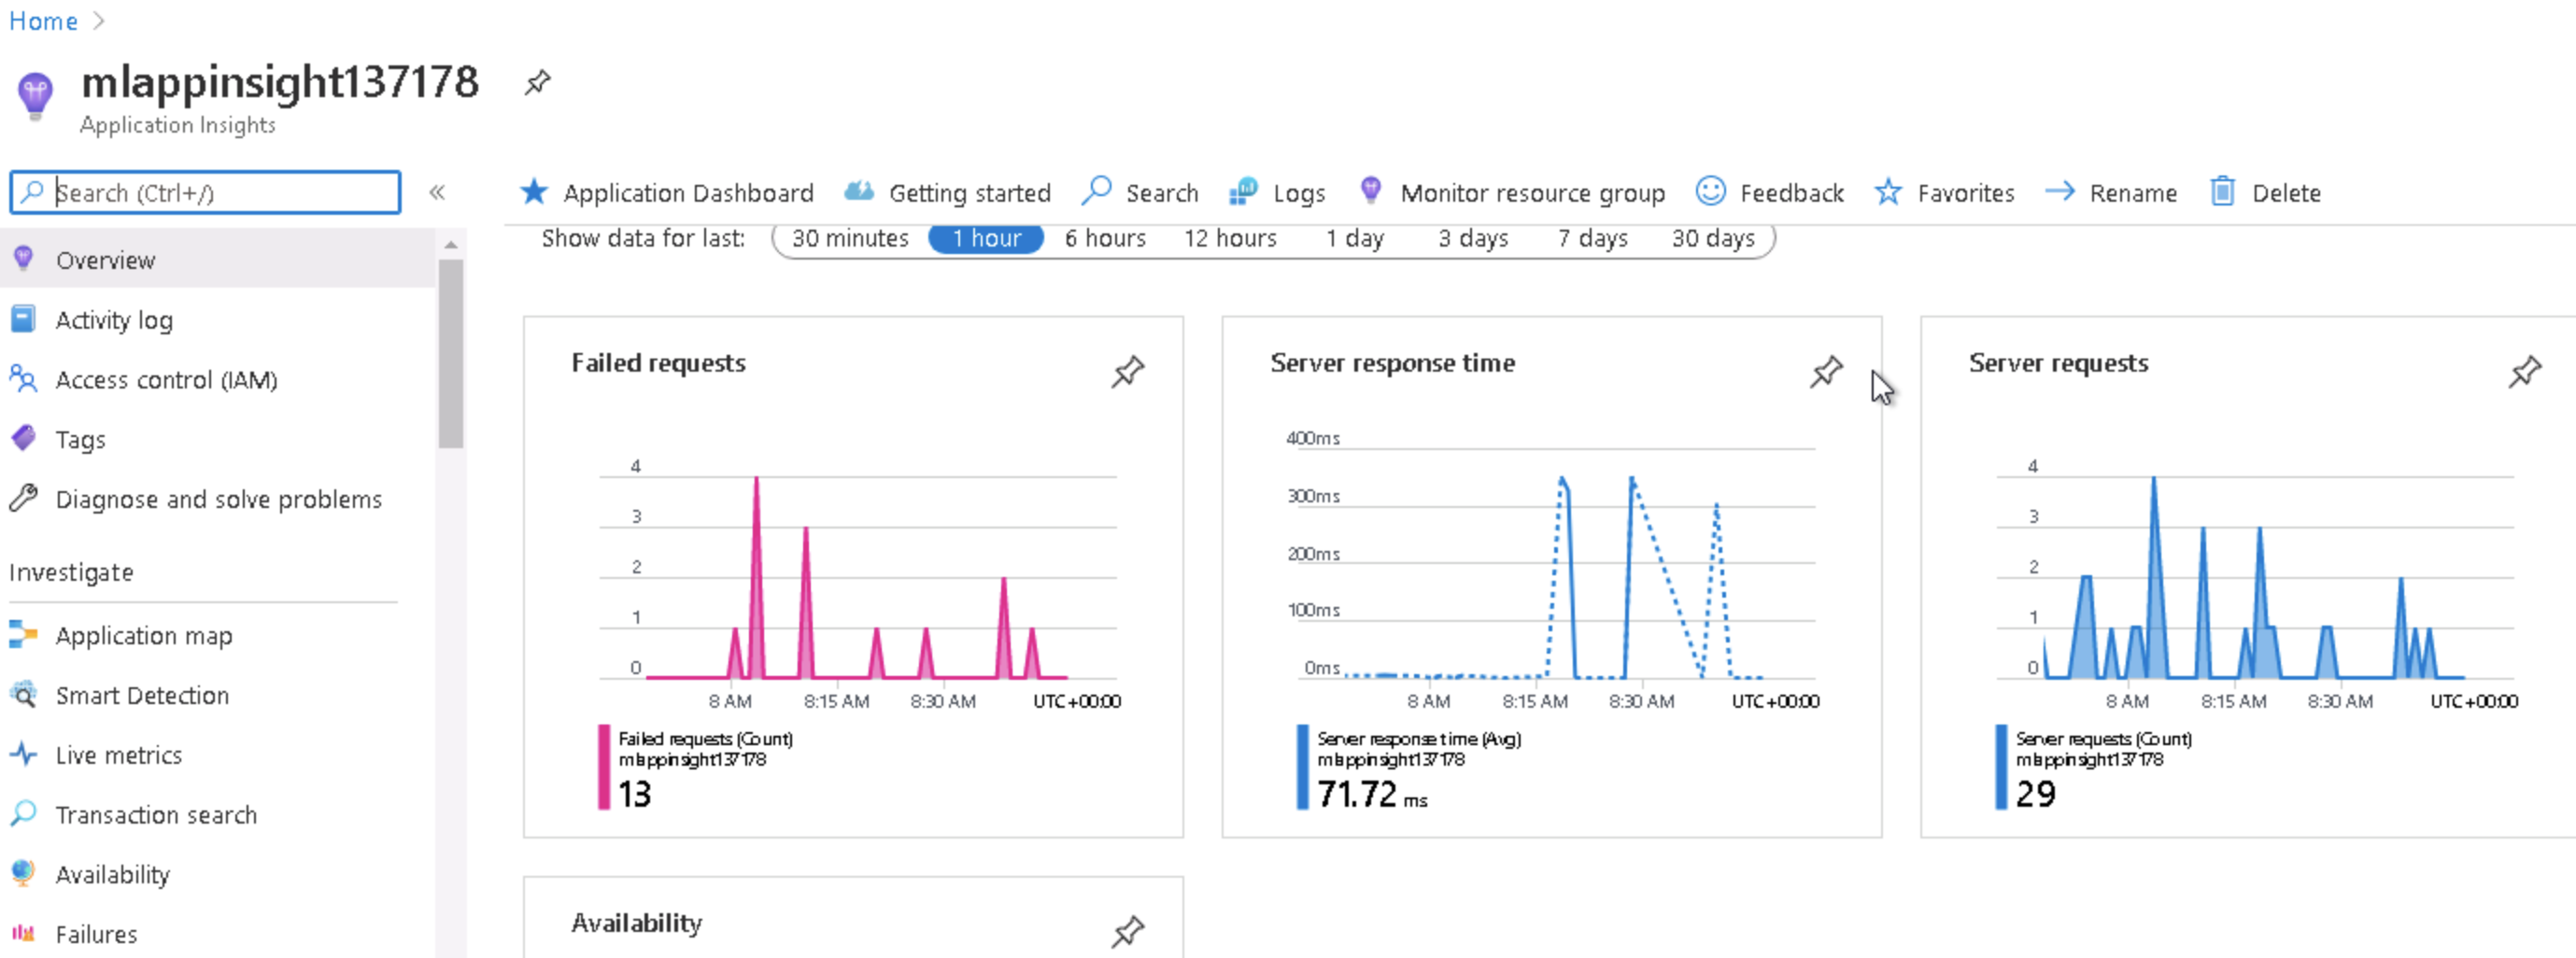 Home
mlappinsight137178
Application Insights
Search (Ctrl+/)
Application Dashboard Getting started Search Logs Monitor resource group Feedback Favorites Rename Delete
Show data for last: 30 minutes 1 hour 6 hours 12 hours 1 day 3 days 7 days 30 days
Overview
Activity log
Access control (IAM)
Tags
Diagnose and solve problems
Investigate
Application map
Smart Detection
Live metrics
Transaction search
Availability
Failures
Failed requests
4
3
2
1
0
8 AM 8:15 AM 8:30 AM UTC+00:00
Failed requests (Count)
mlappinsight137178
13
Server response time
400ms
300ms
200ms
100ms
0ms
8 AM 8:15 AM 8:30 AM UTC+00:00
Server response time (Avg)
mlappinsight137178
71.72 ms
Server requests
4
3
2
1
0
8 AM 8:15 AM 8:30 AM UTC+00:00
Server requests (Count)
mlappinsight137178
29
Availability